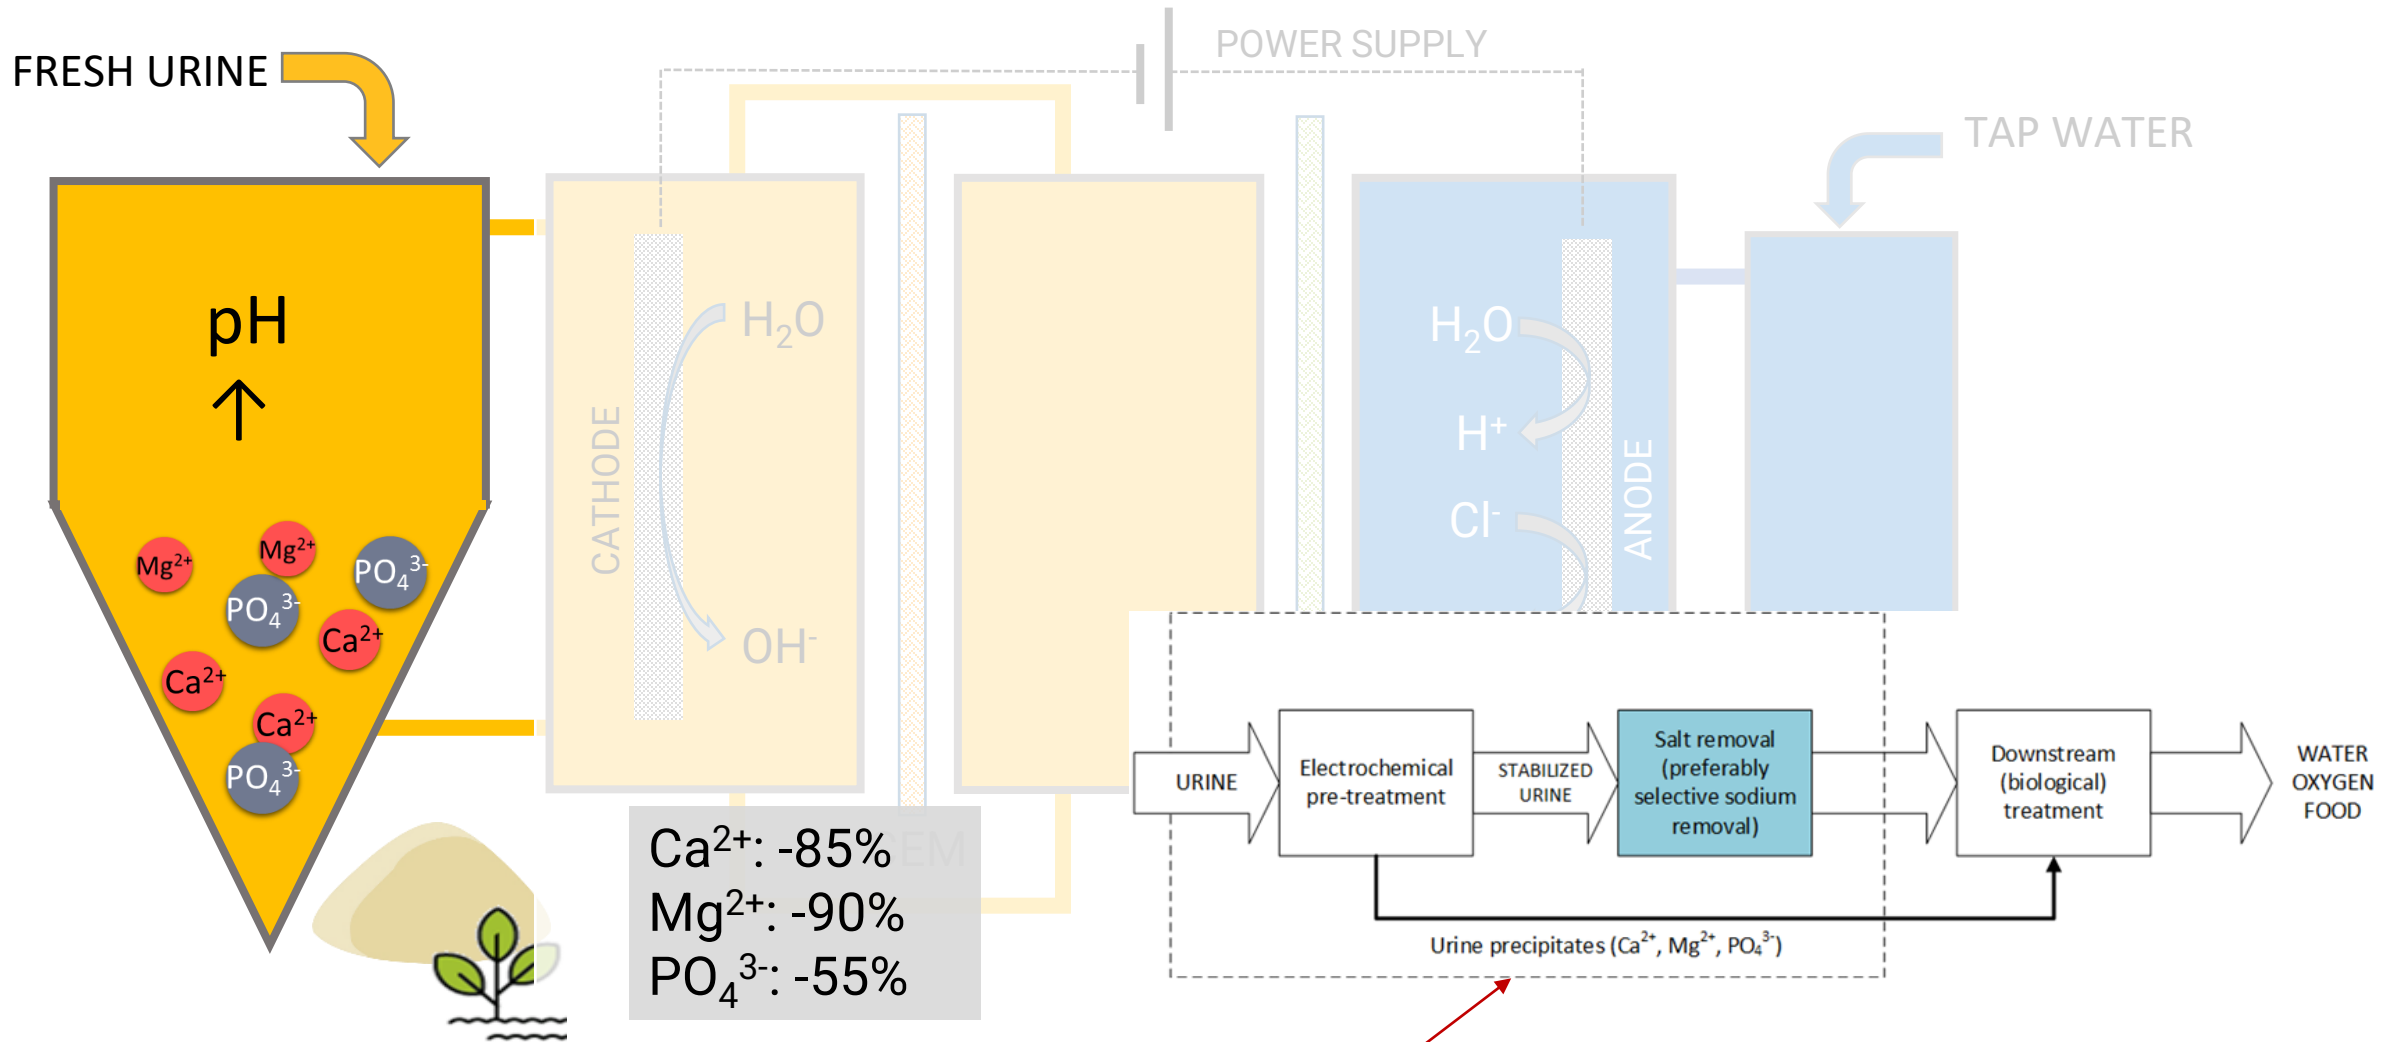 FRESH URINE
POWER SUPPLY
TAP WATER
pH
↑
Mg²⁺
Mg²⁺
PO₄³⁻
PO₄³⁻
Ca²⁺
Ca²⁺
Ca²⁺
PO₄³⁻
CATHODE
H₂O
OH⁻
H₂O
H⁺
Cl⁻
ANODE
Ca²⁺: -85%
Mg²⁺: -90%
PO₄³⁻: -55%
URINE
Electrochemical
pre-treatment
STABILIZED
URINE
Salt removal
(preferably
selective sodium
removal)
Downstream
(biological)
treatment
WATER
OXYGEN
FOOD
Urine precipitates (Ca²⁺, Mg²⁺, PO₄³⁻)